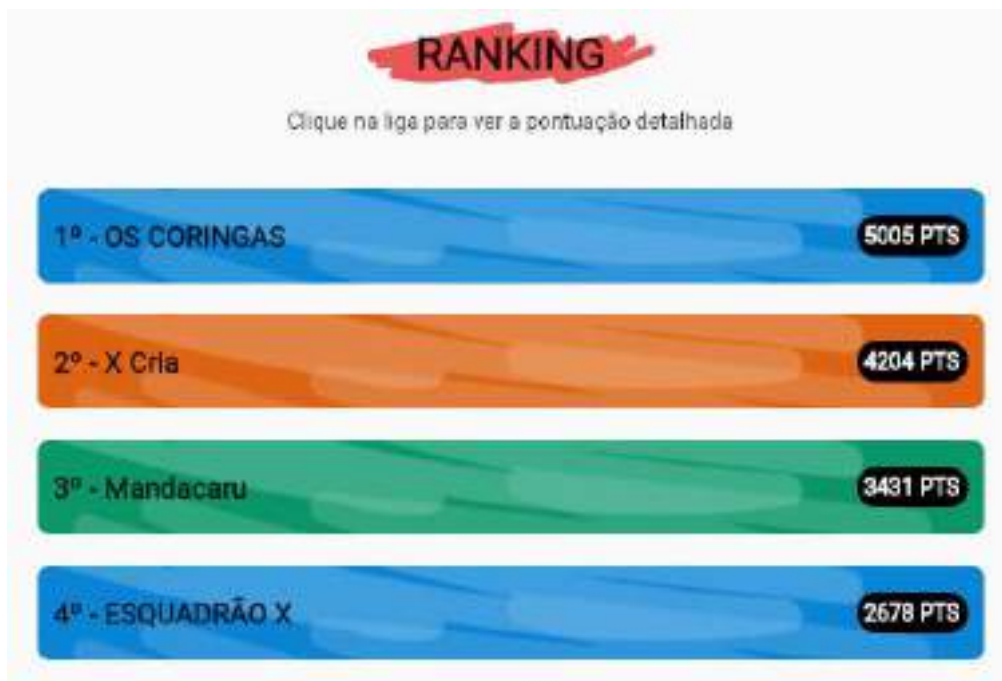 RANKING
Clique na liga para ver a pontuação detalhada
1º - OS CORINGAS 5005 PTS
2º - X Cria 4204 PTS
3º - Mandacaru 3431 PTS
4º - ESQUADRÃO X 2678 PTS